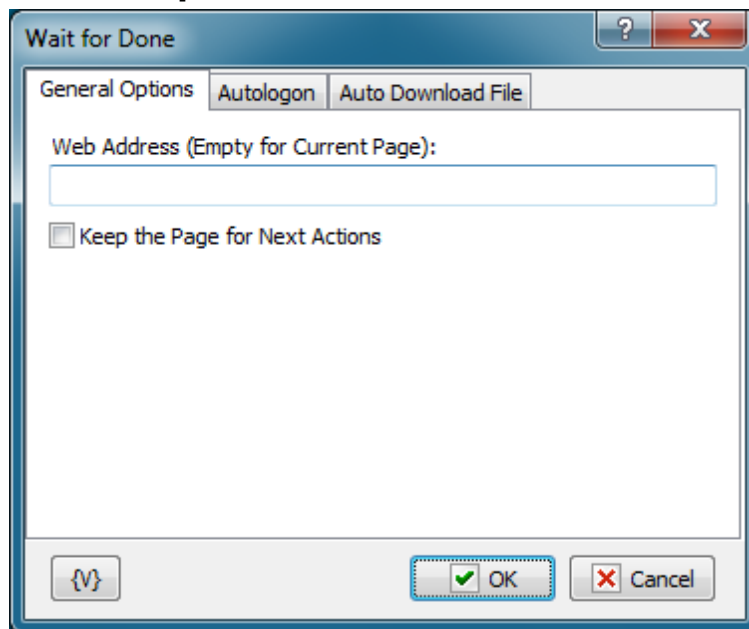 Wait for Done
?
General Options Autologon Auto Download File
Web Address (Empty for Current Page):
Keep the Page for Next Actions
{V} OK Cancel